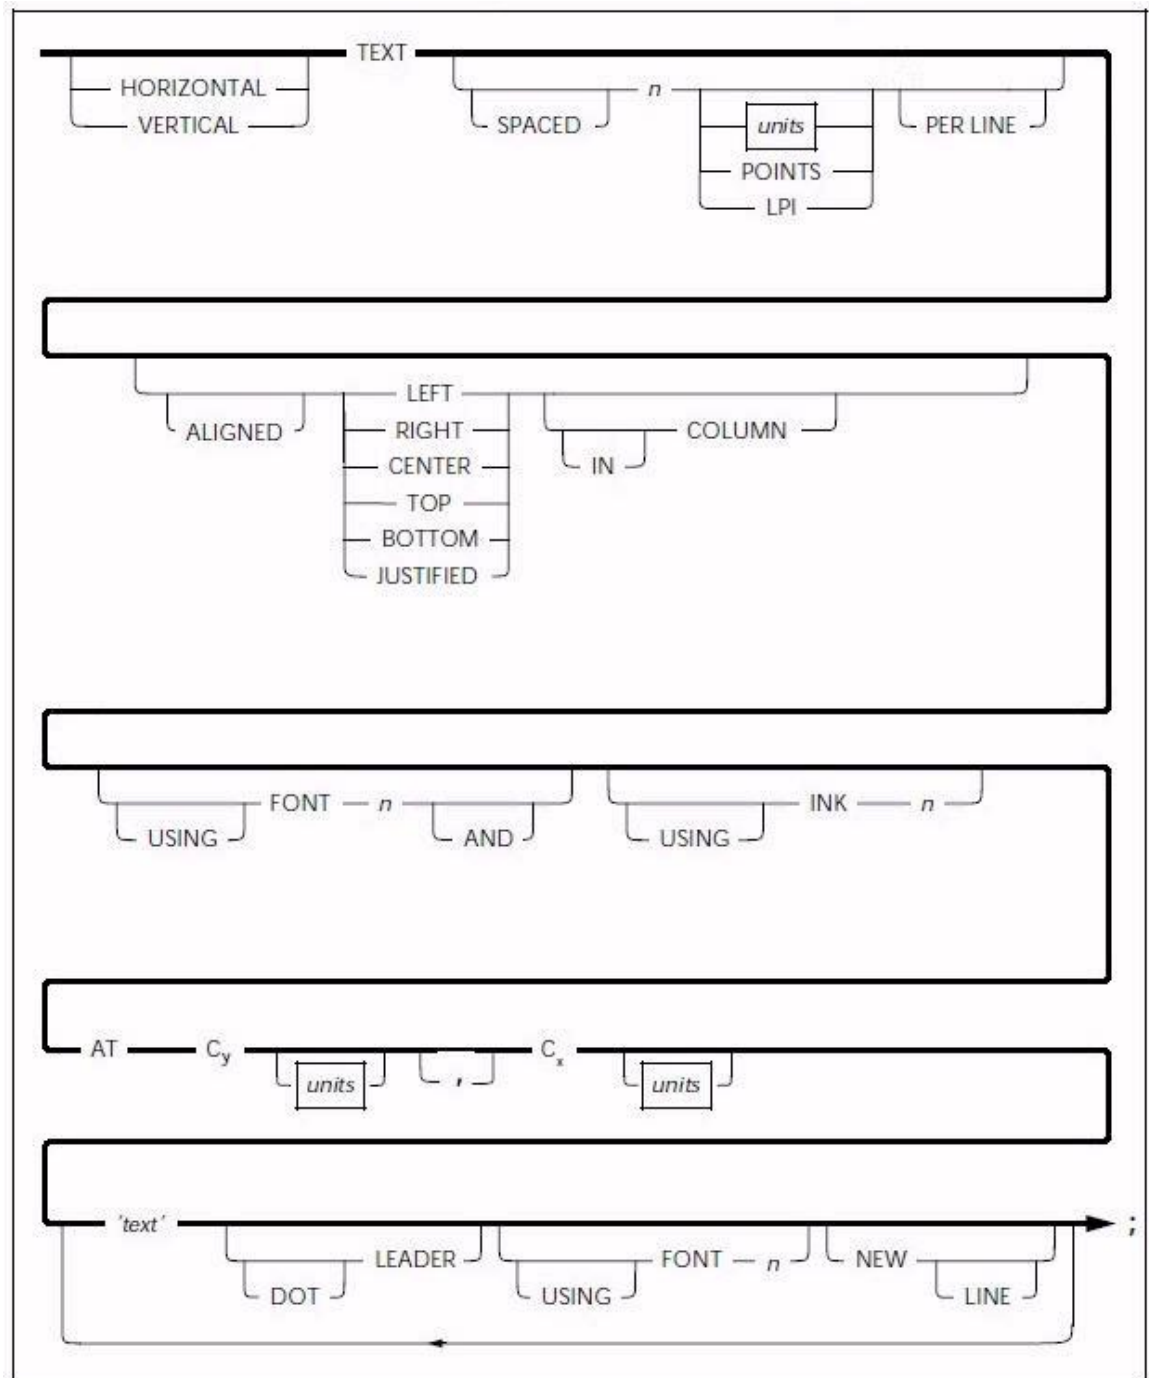 TEXT
HORIZONTAL
VERTICAL
SPACED n units PER LINE
POINTS
LPI
LEFT
ALIGNED RIGHT COLUMN
CENTER IN
TOP
BOTTOM
JUSTIFIED
FONT n INK n
USING AND USING
AT Cy units , Cx units
'text' ;
LEADER FONT n NEW
DOT USING LINE